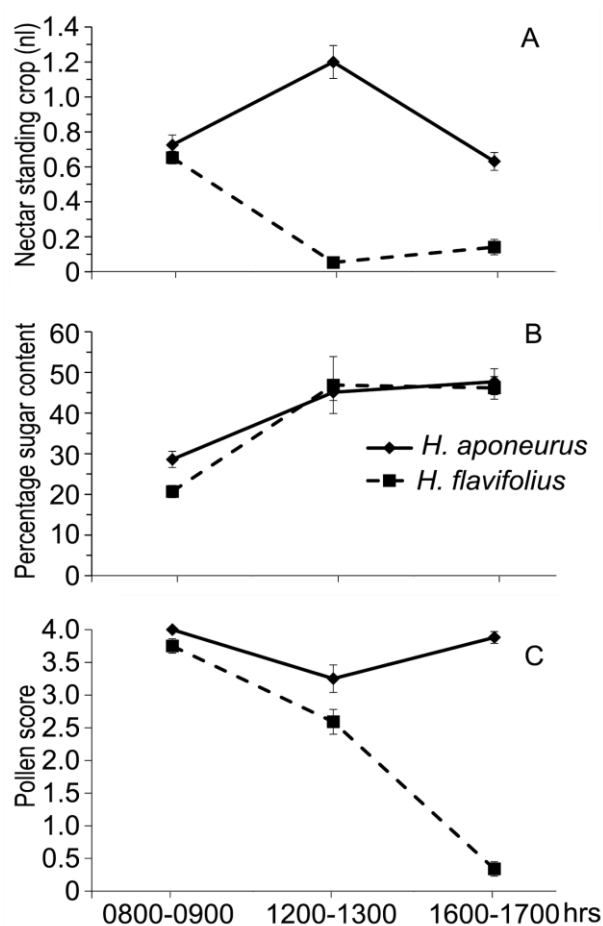 A
Nectar standing crop (nl)
1.4
1.2
1.0
0.8
0.6
0.4
0.2
0
B
Percentage sugar content
60
50
40
30
20
10
0
H. aponeurus
H. flavifolius
C
Pollen score
4.0
3.5
3.0
2.5
2.0
1.5
1.0
0.5
0
0800-0900 1200-1300 1600-1700 hrs